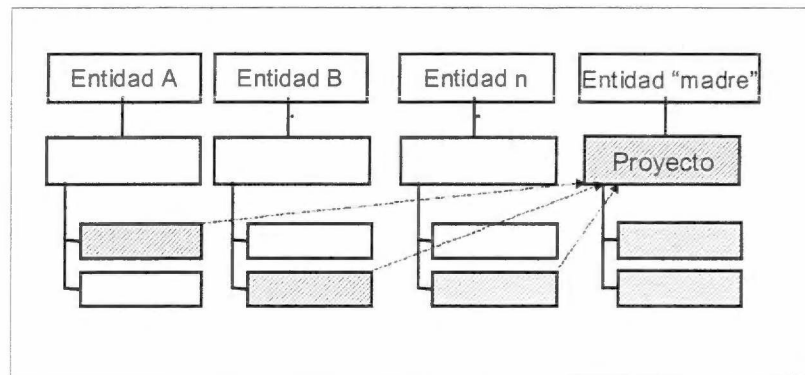 Entidad A
Entidad B
Entidad n
Entidad "madre"
Proyecto